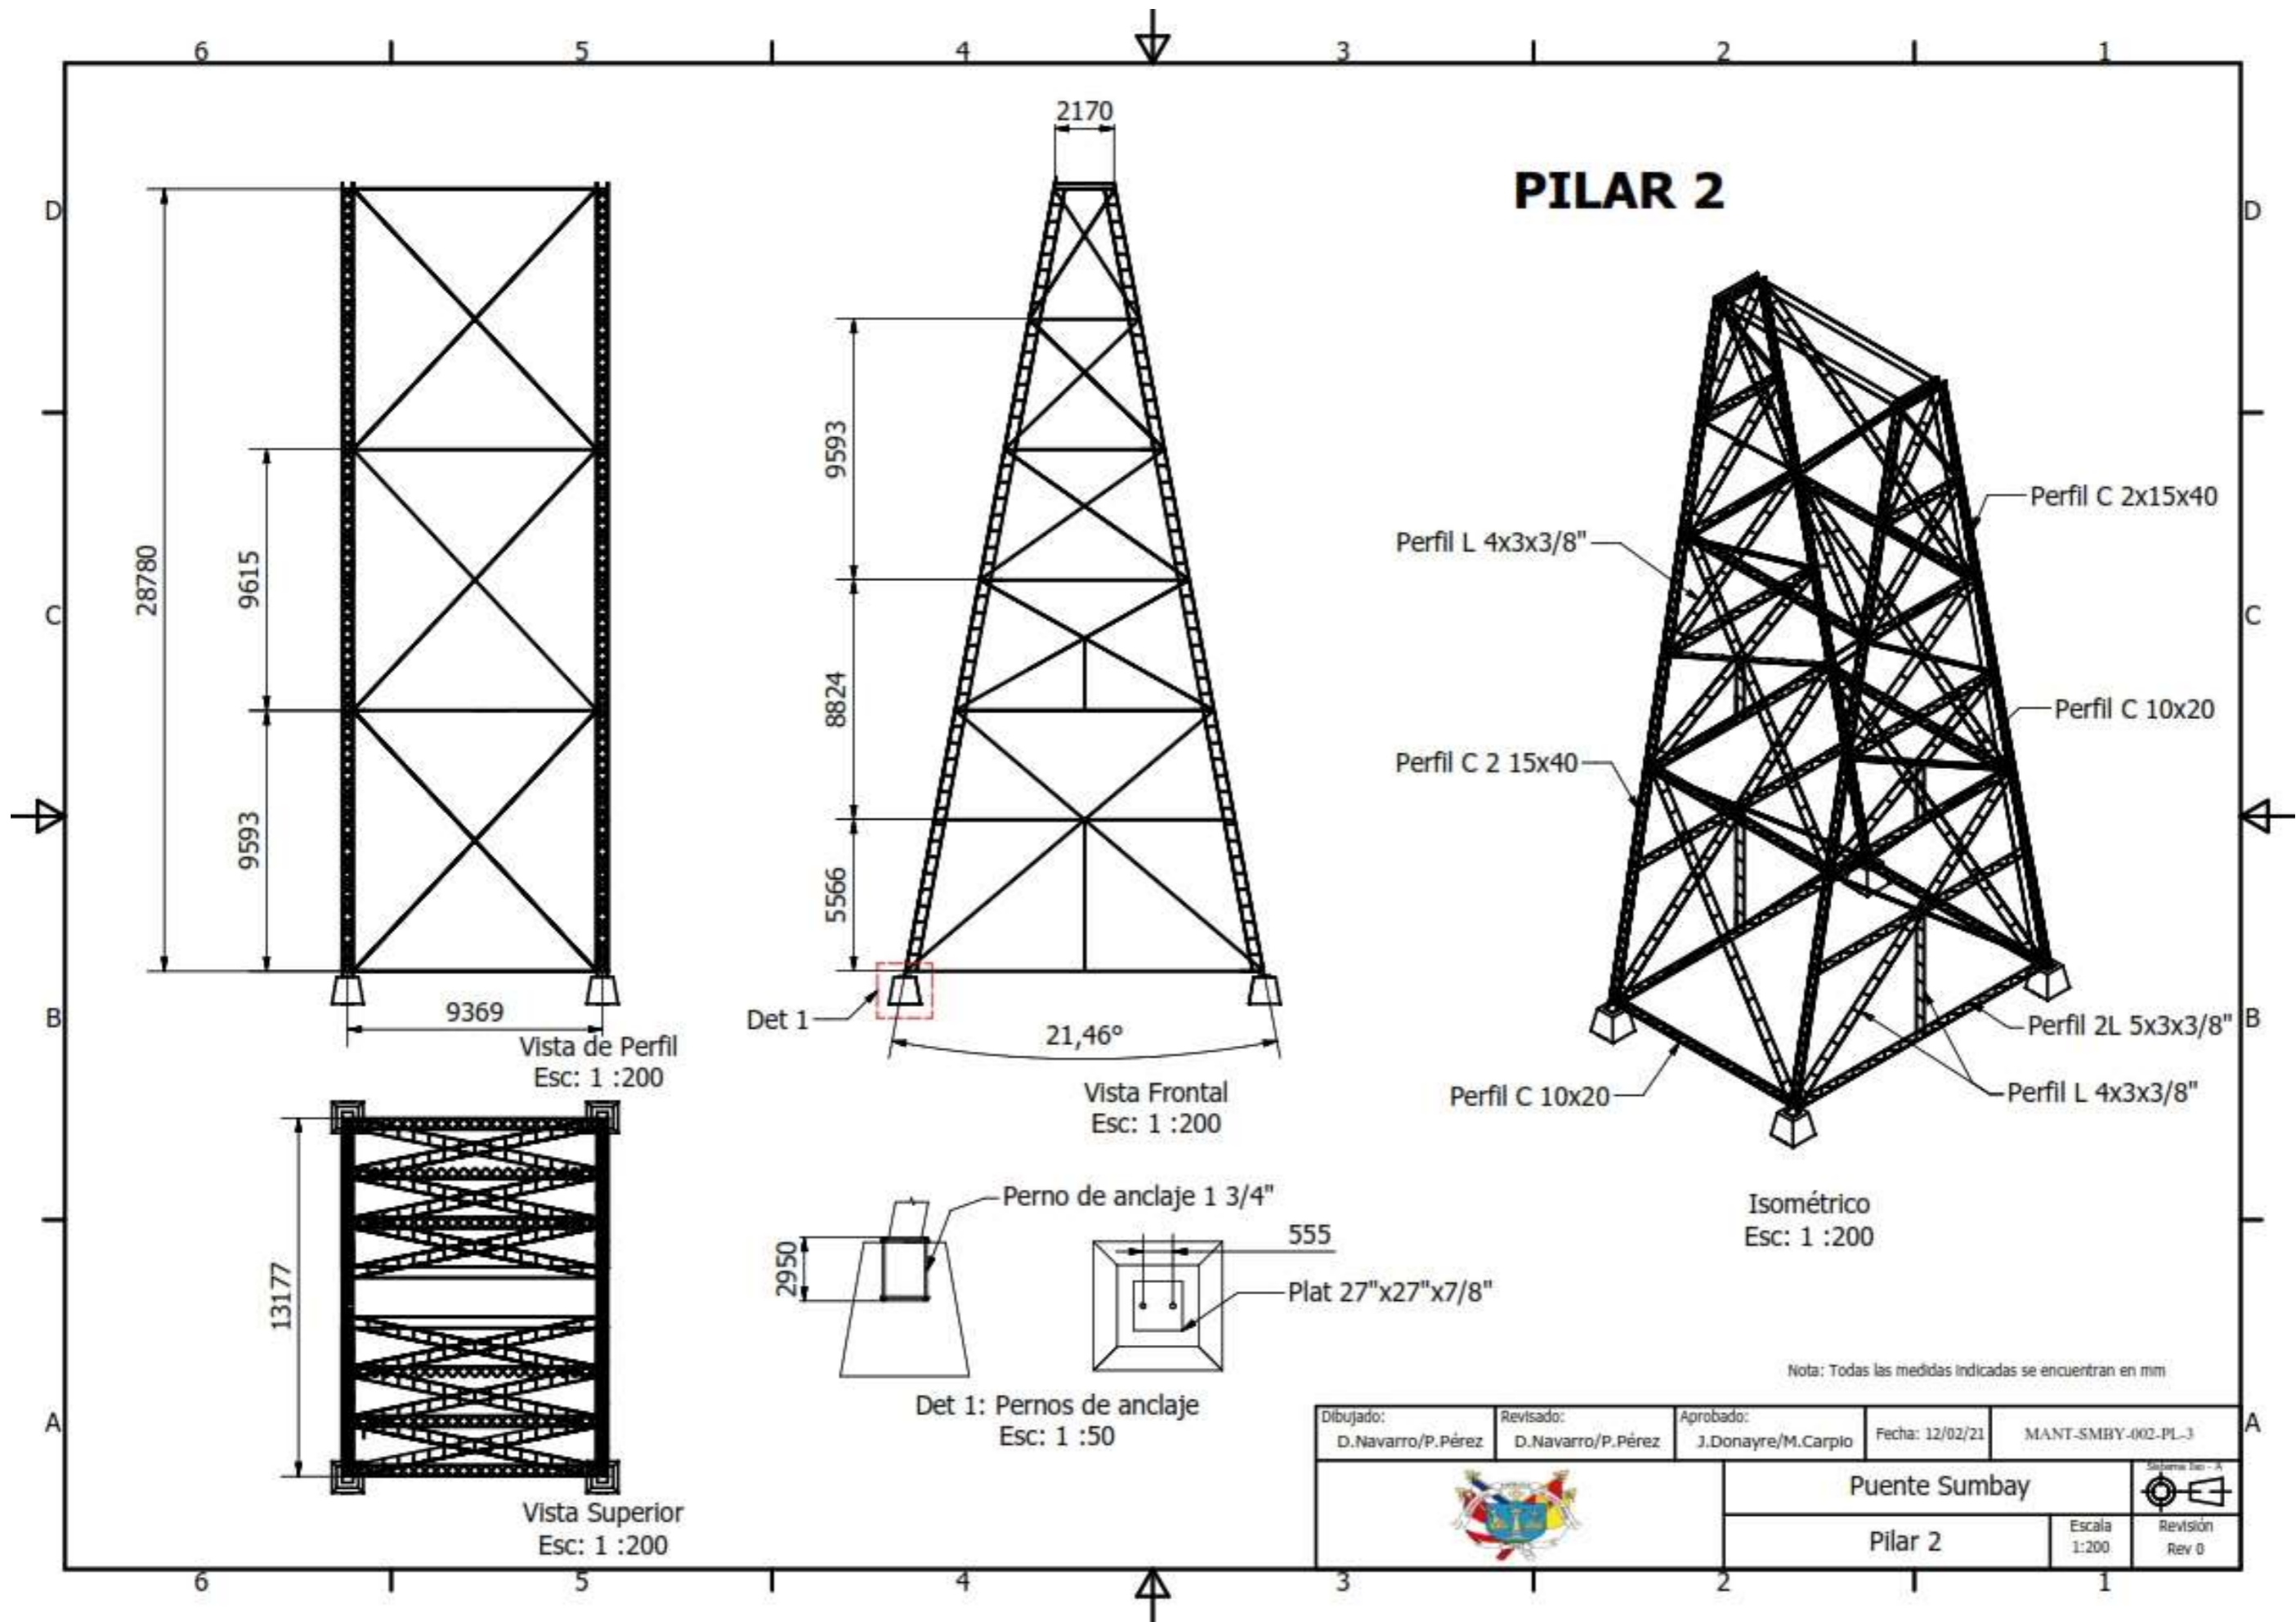 6 5 4 3 2 1
D D
C C
B B
A A
PILAR 2
28780
9615
9593
9369
Vista de Perfil
Esc: 1 :200
2170
9593
8824
5566
Det 1
21,46°
Vista Frontal
Esc: 1 :200
Perfil C 2x15x40
Perfil L 4x3x3/8"
Perfil C 10x20
Perfil C 2 15x40
Perfil 2L 5x3x3/8"
Perfil L 4x3x3/8"
Perfil C 10x20
Isométrico
Esc: 1 :200
13177
Vista Superior
Esc: 1 :200
Perno de anclaje 1 3/4"
2950
555
Plat 27"x27"x7/8"
Det 1: Pernos de anclaje
Esc: 1 :50
Nota: Todas las medidas indicadas se encuentran en mm
Dibujado:
D.Navarro/P.Pérez
Revisado:
D.Navarro/P.Pérez
Aprobado:
J.Donayre/M.Carpio
Fecha: 12/02/21
MANT-SMBY-002-PL-3
Puente Sumbay
Pilar 2
Escala
1:200
Revisión
Rev 0
6 5 4 3 2 1